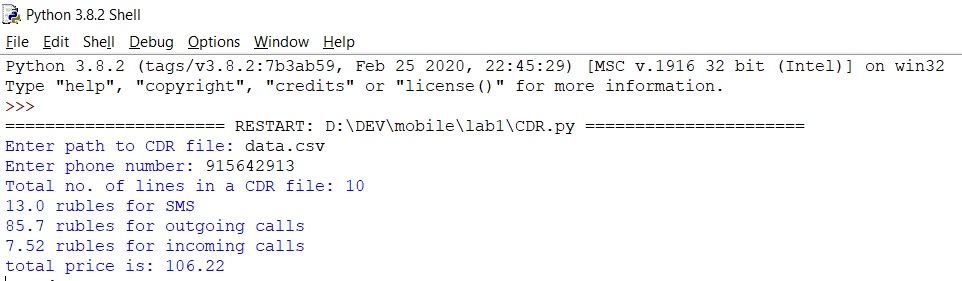 Python 3.8.2 Shell
File Edit Shell Debug Options Window Help
Python 3.8.2 (tags/v3.8.2:7b3ab59, Feb 25 2020, 22:45:29) [MSC v.1916 32 bit (Intel)] on win32
Type "help", "copyright", "credits" or "license()" for more information.
>>>
====================== RESTART: D:\DEV\mobile\lab1\CDR.py ======================
Enter path to CDR file: data.csv
Enter phone number: 915642913
Total no. of lines in a CDR file: 10
13.0 rubles for SMS
85.7 rubles for outgoing calls
7.52 rubles for incoming calls
total price is: 106.22